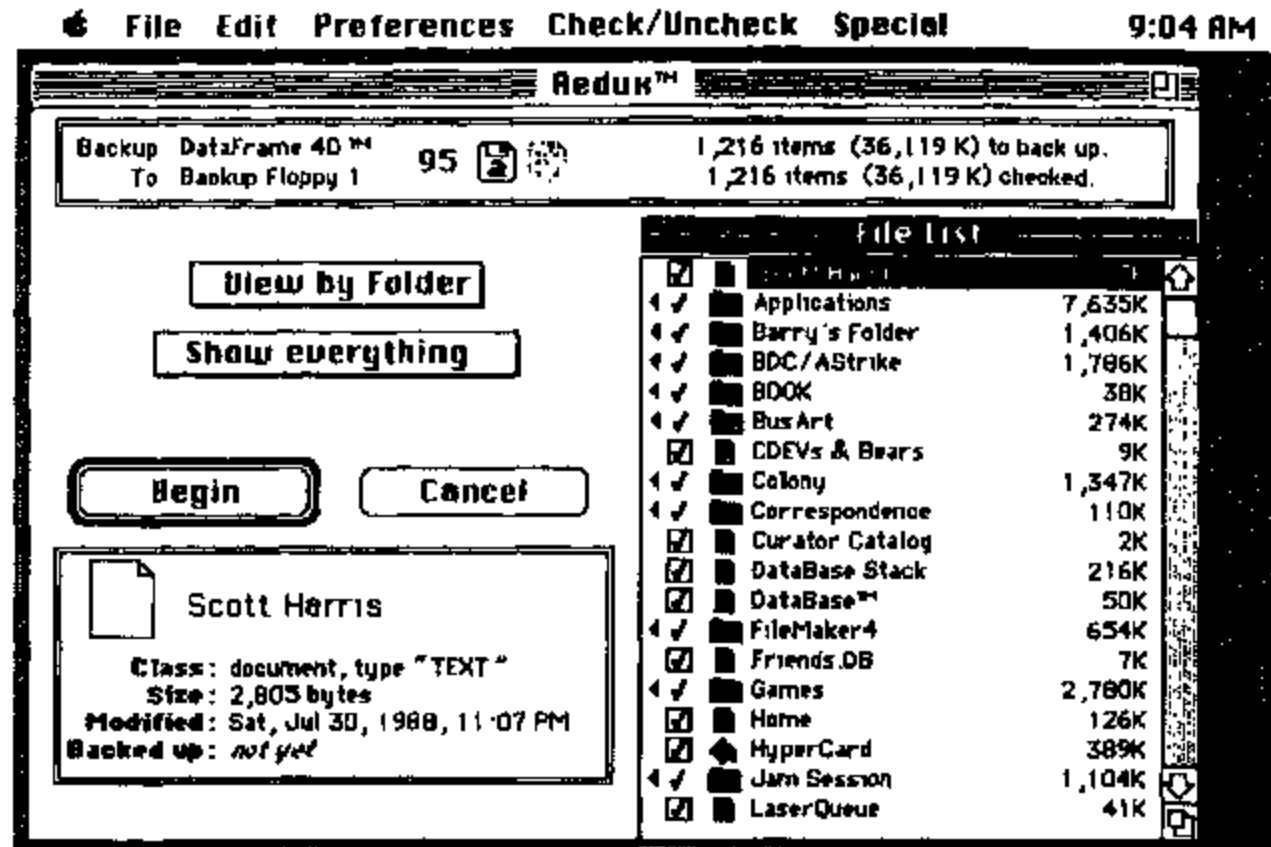 File Edit Preferences Check/Uncheck Special 9:04 AM
Redux™
Backup DataFrame 40™
To Backup Floppy 1
95
1,216 items (36,119 K) to back up.
1,216 items (36,119 K) checked.
View by Folder
Show everything
Begin Cancel
Scott Harris
Class: document, type "TEXT"
Size: 2,803 bytes
Modified: Sat, Jul 30, 1988, 11:07 PM
Backed up: not yet
File List
Scott Harris
Applications 7,635K
Barry's Folder 1,406K
BDC/AStrike 1,786K
BOOK 38K
BusArt 274K
CDEVs & Bears 9K
Colony 1,347K
Correspondence 110K
Curator Catalog 2K
DataBase Stack 216K
DataBase™ 50K
FileMaker4 654K
Friends.DB 7K
Games 2,780K
Home 126K
HyperCard 389K
Jam Session 1,104K
LaserQueue 41K